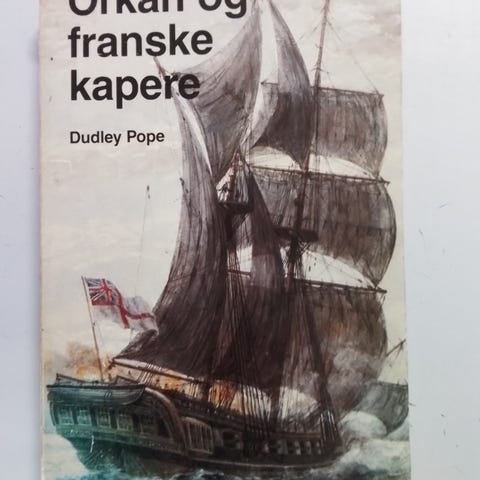 Orkan og
franske
kapere
Dudley Pope